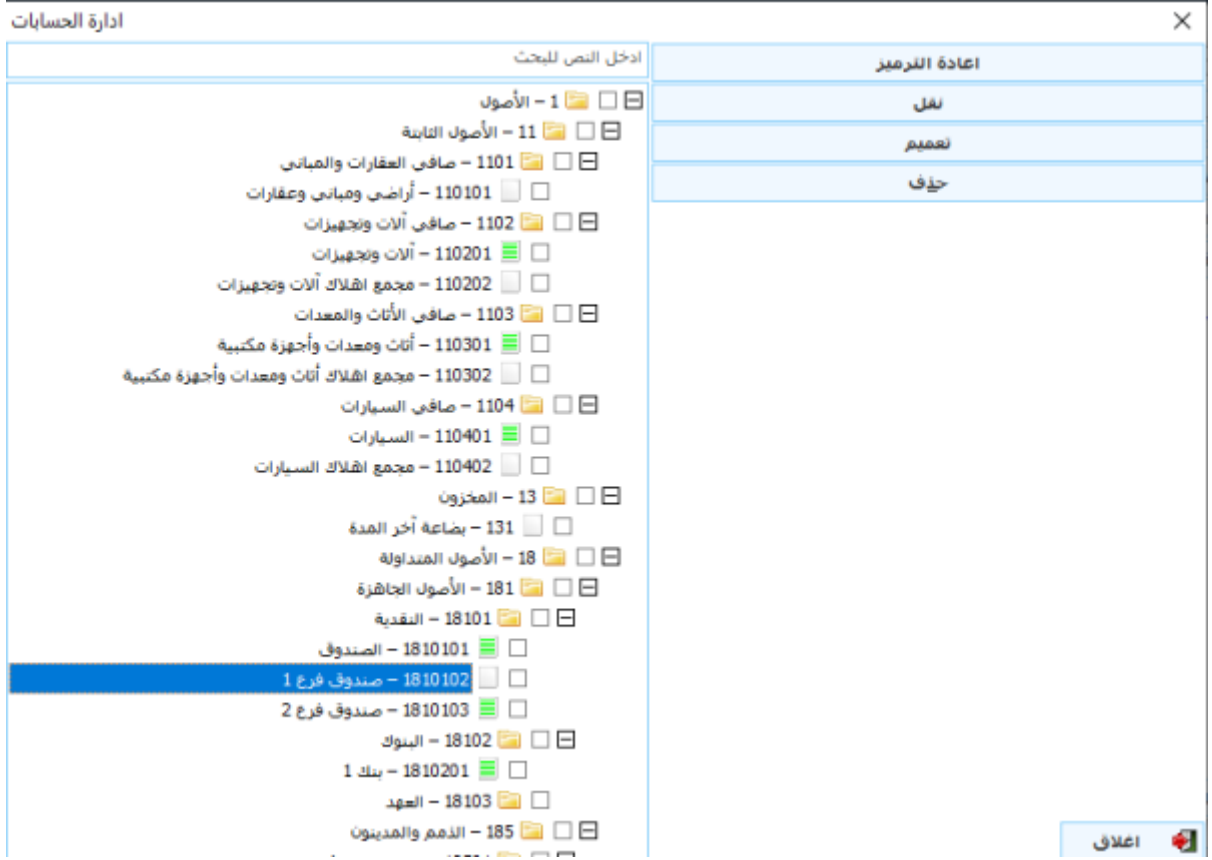 ادارة الحسابات
ادخل النص للبحث
1 – الأصول
11 – الأصول الثابتة
1101 – صافي العقارات والمباني
110101 – أراضي ومباني وعقارات
1102 – صافي آلات وتجهيزات
110201 – آلات وتجهيزات
110202 – مجمع اهلاك آلات وتجهيزات
1103 – صافي الأثاث والمعدات
110301 – أثاث ومعدات وأجهزة مكتبية
110302 – مجمع اهلاك أثاث ومعدات وأجهزة مكتبية
1104 – صافي السيارات
110401 – السيارات
110402 – مجمع اهلاك السيارات
13 – المخزون
131 – بضاعة آخر المدة
18 – الأصول المتداولة
181 – الأصول الجاهزة
18101 – النقدية
1810101 – الصندوق
1810102 – صندوق فرع 1
1810103 – صندوق فرع 2
18102 – البنوك
1810201 – بنك 1
18103 – العهد
185 – الذمم والمدينون
اعادة الترميز
نقل
تعميم
حذف
اغلاق